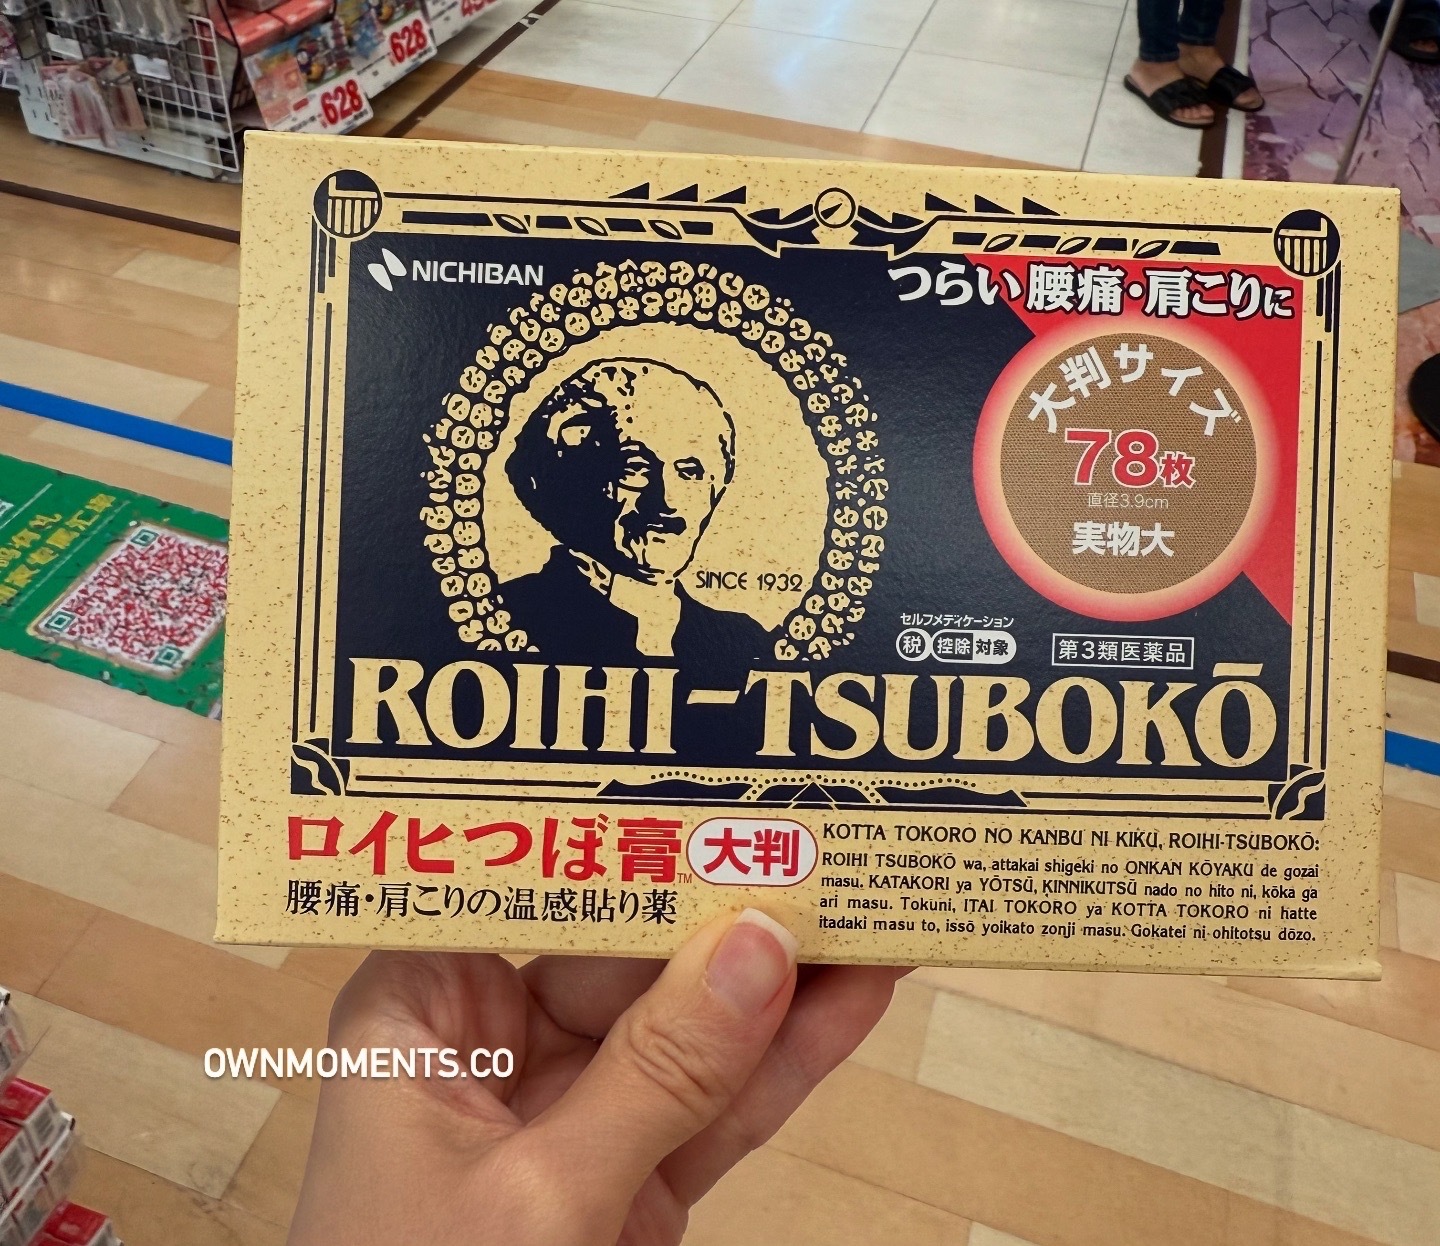 628
628
NICHIBAN
つらい腰痛・肩こりに
大判サイズ
78枚
直径3.9cm
実物大
SINCE 1932
セルフメディケーション
税 控除 対象
第3類医薬品
ROIHI-TSUBOKŌ
ロイヒつぼ膏™ 大判
腰痛・肩こりの温感貼り薬
KOTTA TOKORO NO KANBU NI KIKU, ROIHI-TSUBOKŌ:
ROIHI TSUBOKŌ wa, attakai shigeki no ONKAN KŌYAKU de gozai
masu. KATAKORI ya YŌTSŪ, KINNIKUTSŪ nado no hito ni, kōka ga
ari masu. Tokuni, ITAI TOKORO ya KOTTA TOKORO ni hatte
itadaki masu to, issō yoikato zonji masu. Gokatei ni ohitotsu dōzo.
OWNMOMENTS.CO